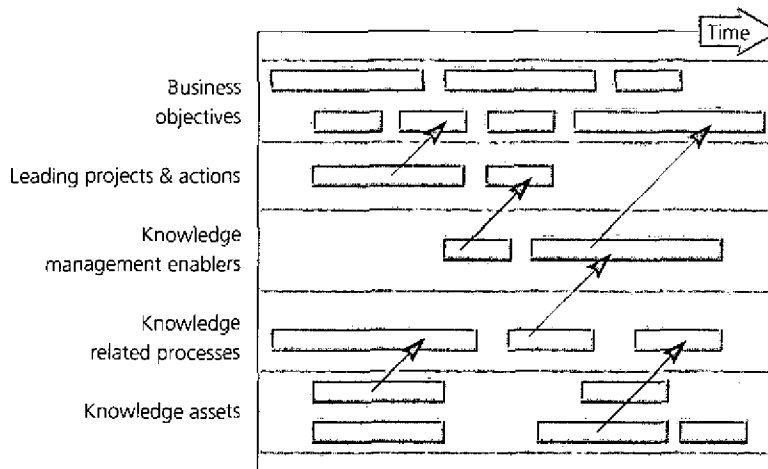 Time
Business
objectives
Leading projects & actions
Knowledge
management enablers
Knowledge
related processes
Knowledge assets